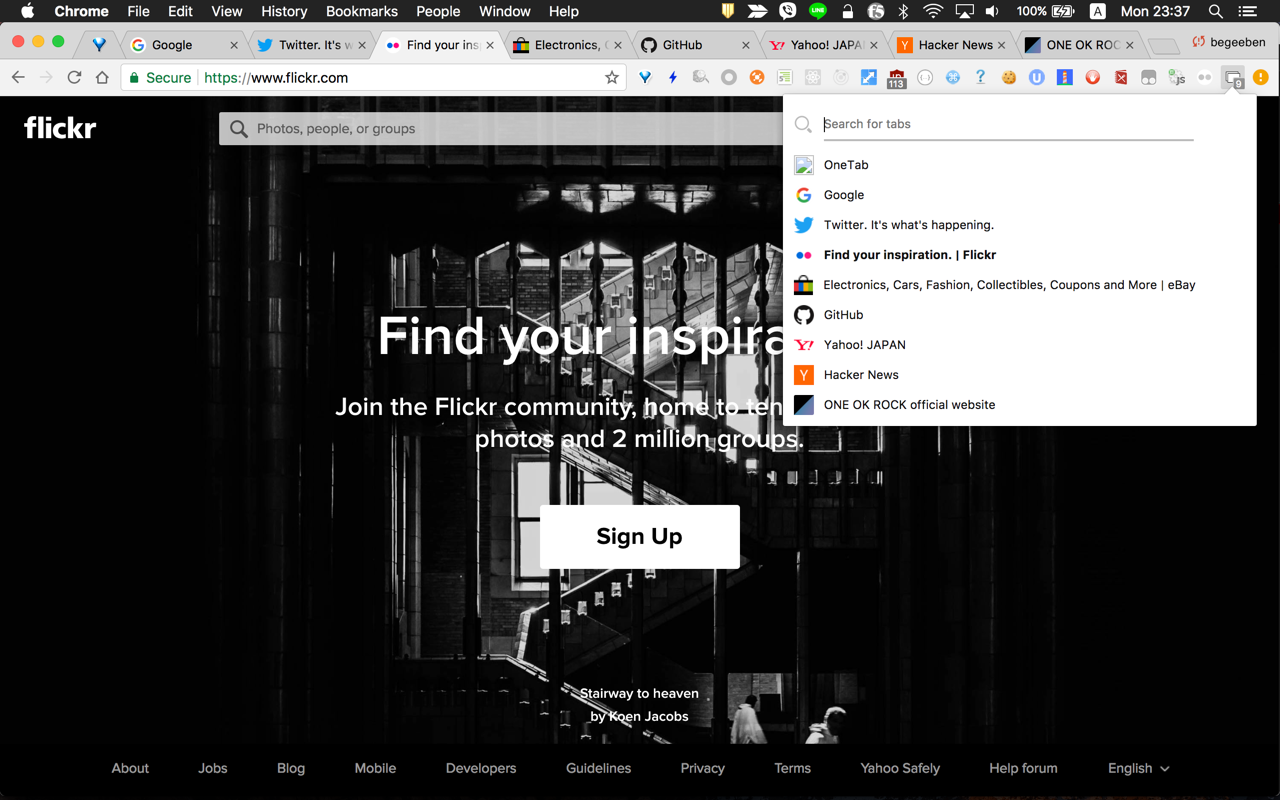 Chrome File Edit View History Bookmarks People Window Help LINE 100% A Mon 23:37
Google Twitter. It's w Find your ins Electronics, GitHub Yahoo! JAPA Hacker News ONE OK ROC begeeben
Secure https://www.flickr.com 113 JS 9
flickr
Photos, people, or groups
Search for tabs
OneTab
Google
Twitter. It's what's happening.
Find your inspiration. | Flickr
Electronics, Cars, Fashion, Collectibles, Coupons and More | eBay
GitHub
Yahoo! JAPAN
Hacker News
ONE OK ROCK official website
Find your inspira
Join the Flickr community, home to ten
photos and 2 million groups.
Sign Up
Stairway to heaven
by Koen Jacobs
About Jobs Blog Mobile Developers Guidelines Privacy Terms Yahoo Safely Help forum English